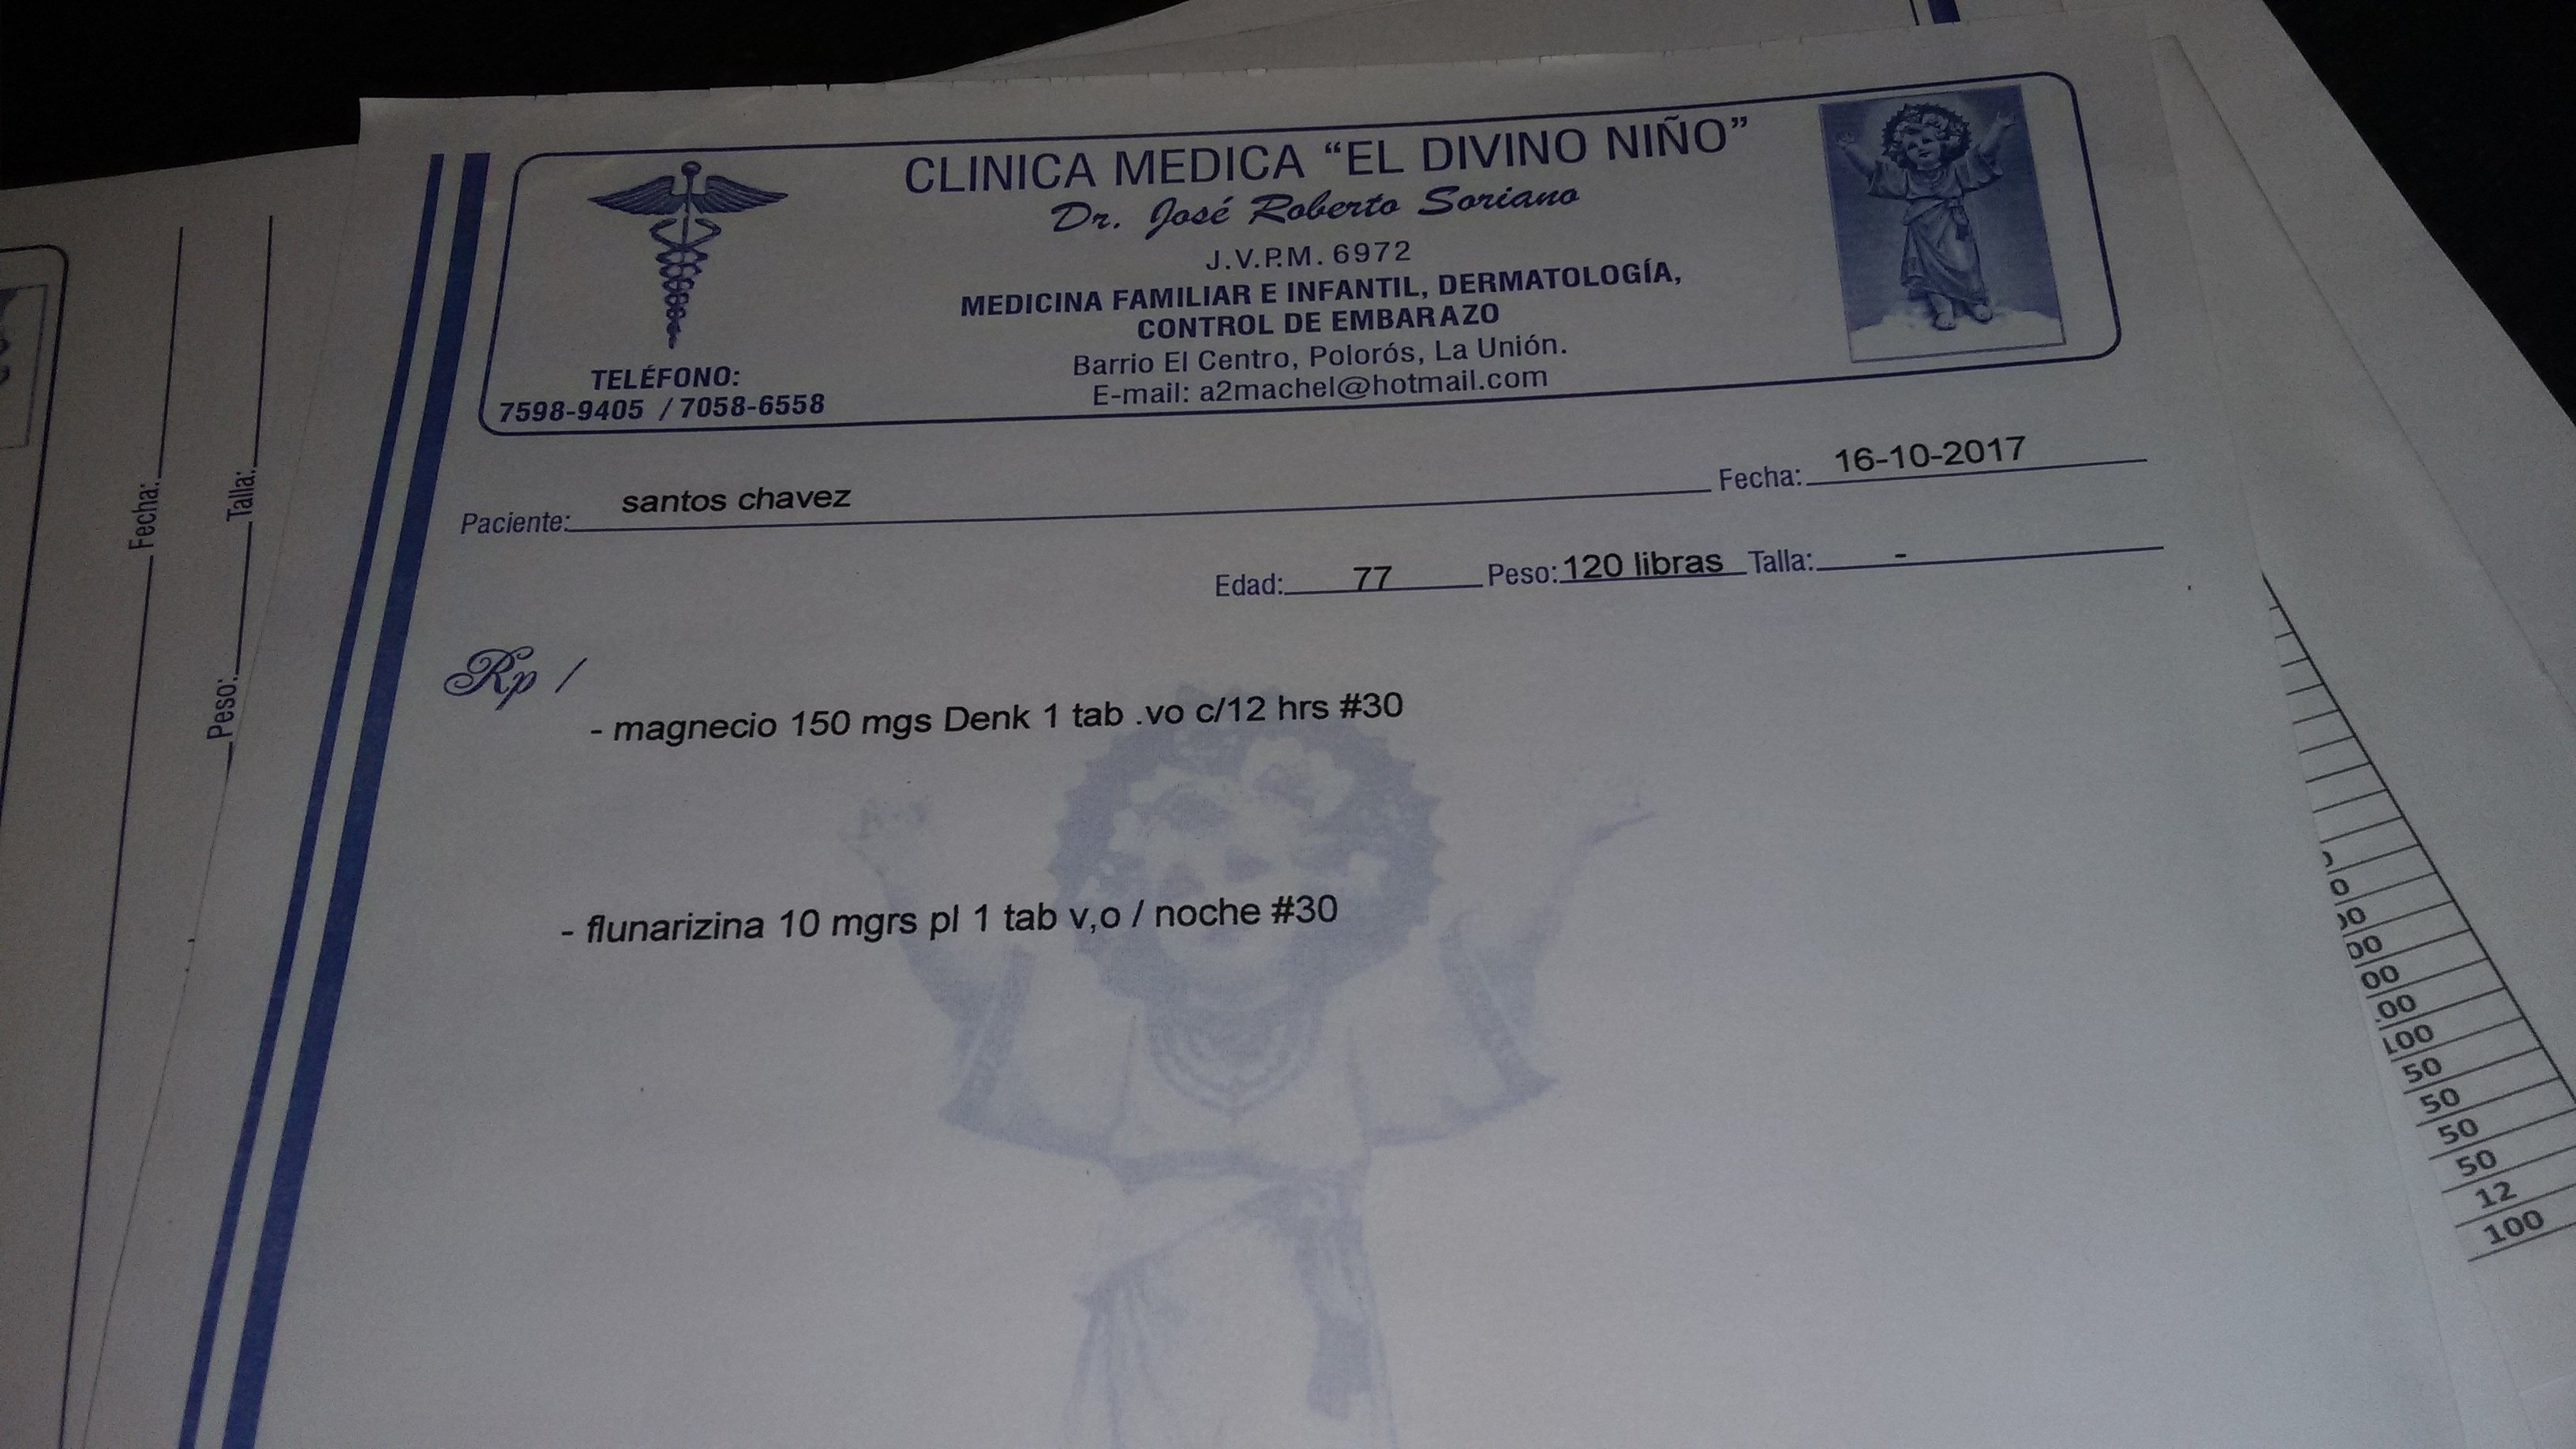 CLINICA MEDICA “EL DIVINO NIÑO”
Dr. José Roberto Soriano
J.V.P.M. 6972
MEDICINA FAMILIAR E INFANTIL, DERMATOLOGÍA,
CONTROL DE EMBARAZO
Barrio El Centro, Polorós, La Unión.
E-mail: a2machel@hotmail.com
TELÉFONO:
7598-9405 / 7058-6558
Paciente: santos chavez Fecha: 16-10-2017
Edad: 77 Peso: 120 libras Talla: -
Rp /
- magnecio 150 mgs Denk 1 tab .vo c/12 hrs #30
- flunarizina 10 mgrs pl 1 tab v,o / noche #30
Fecha:
Peso: Talla:
00
00
.00
100
50
50
50
50
12
100